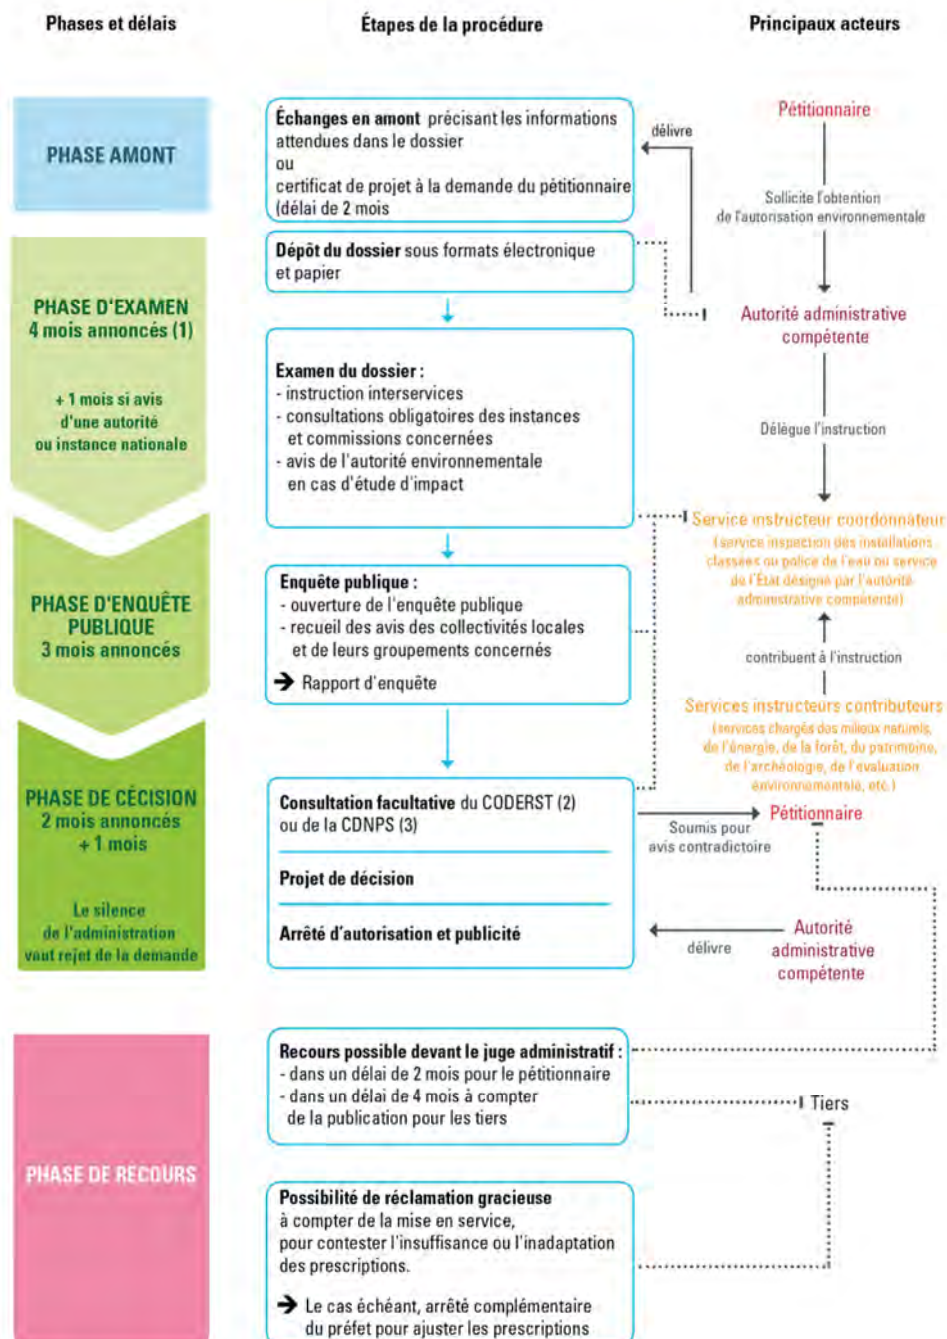 Phases et délais
Étapes de la procédure
Principaux acteurs
PHASE AMONT
Échanges en amont précisant les informations
attendues dans le dossier
ou
certificat de projet à la demande du pétitionnaire
(délai de 2 mois
délivre
Pétitionnaire
Sollicite l'obtention
de l'autorisation environnementale
Dépôt du dossier sous formats électronique
et papier
PHASE D'EXAMEN
4 mois annoncés (1)
+ 1 mois si avis
d'une autorité
ou instance nationale
Autorité administrative
compétente
Examen du dossier :
- instruction interservices
- consultations obligatoires des instances
et commissions concernées
- avis de l'autorité environnementale
en cas d'étude d'impact
Délègue l'instruction
Service instructeur coordonnateur
(service inspection des installations
classées ou police de l'eau ou service
de l'État désigné par l'autorité
administrative compétente)
PHASE D'ENQUÊTE
PUBLIQUE
3 mois annoncés
Enquête publique :
- ouverture de l'enquête publique
- recueil des avis des collectivités locales
et de leurs groupements concernés
➔ Rapport d'enquête
contribuent à l'instruction
Services instructeurs contributeurs
(services chargés des milieux naturels,
de l'énergie, de la forêt, du patrimoine,
de l'archéologie, de l'evaluation
environnementale, etc.)
PHASE DE CÉCISION
2 mois annoncés
+ 1 mois
Le silence
de l'administration
vaut rejet de la demande
Consultation facultative du CODERST (2)
ou de la CDNPS (3)
Projet de décision
Arrêté d'autorisation et publicité
Pétitionnaire
Soumis pour
avis contradictoire
délivre
Autorité
administrative
compétente
PHASE DE RECOURS
Recours possible devant le juge administratif :
- dans un délai de 2 mois pour le pétitionnaire
- dans un délai de 4 mois à compter
de la publication pour les tiers
Tiers
Possibilité de réclamation gracieuse
à compter de la mise en service,
pour contester l'insuffisance ou l'inadaptation
des prescriptions.
➔ Le cas échéant, arrêté complémentaire
du préfet pour ajuster les prescriptions